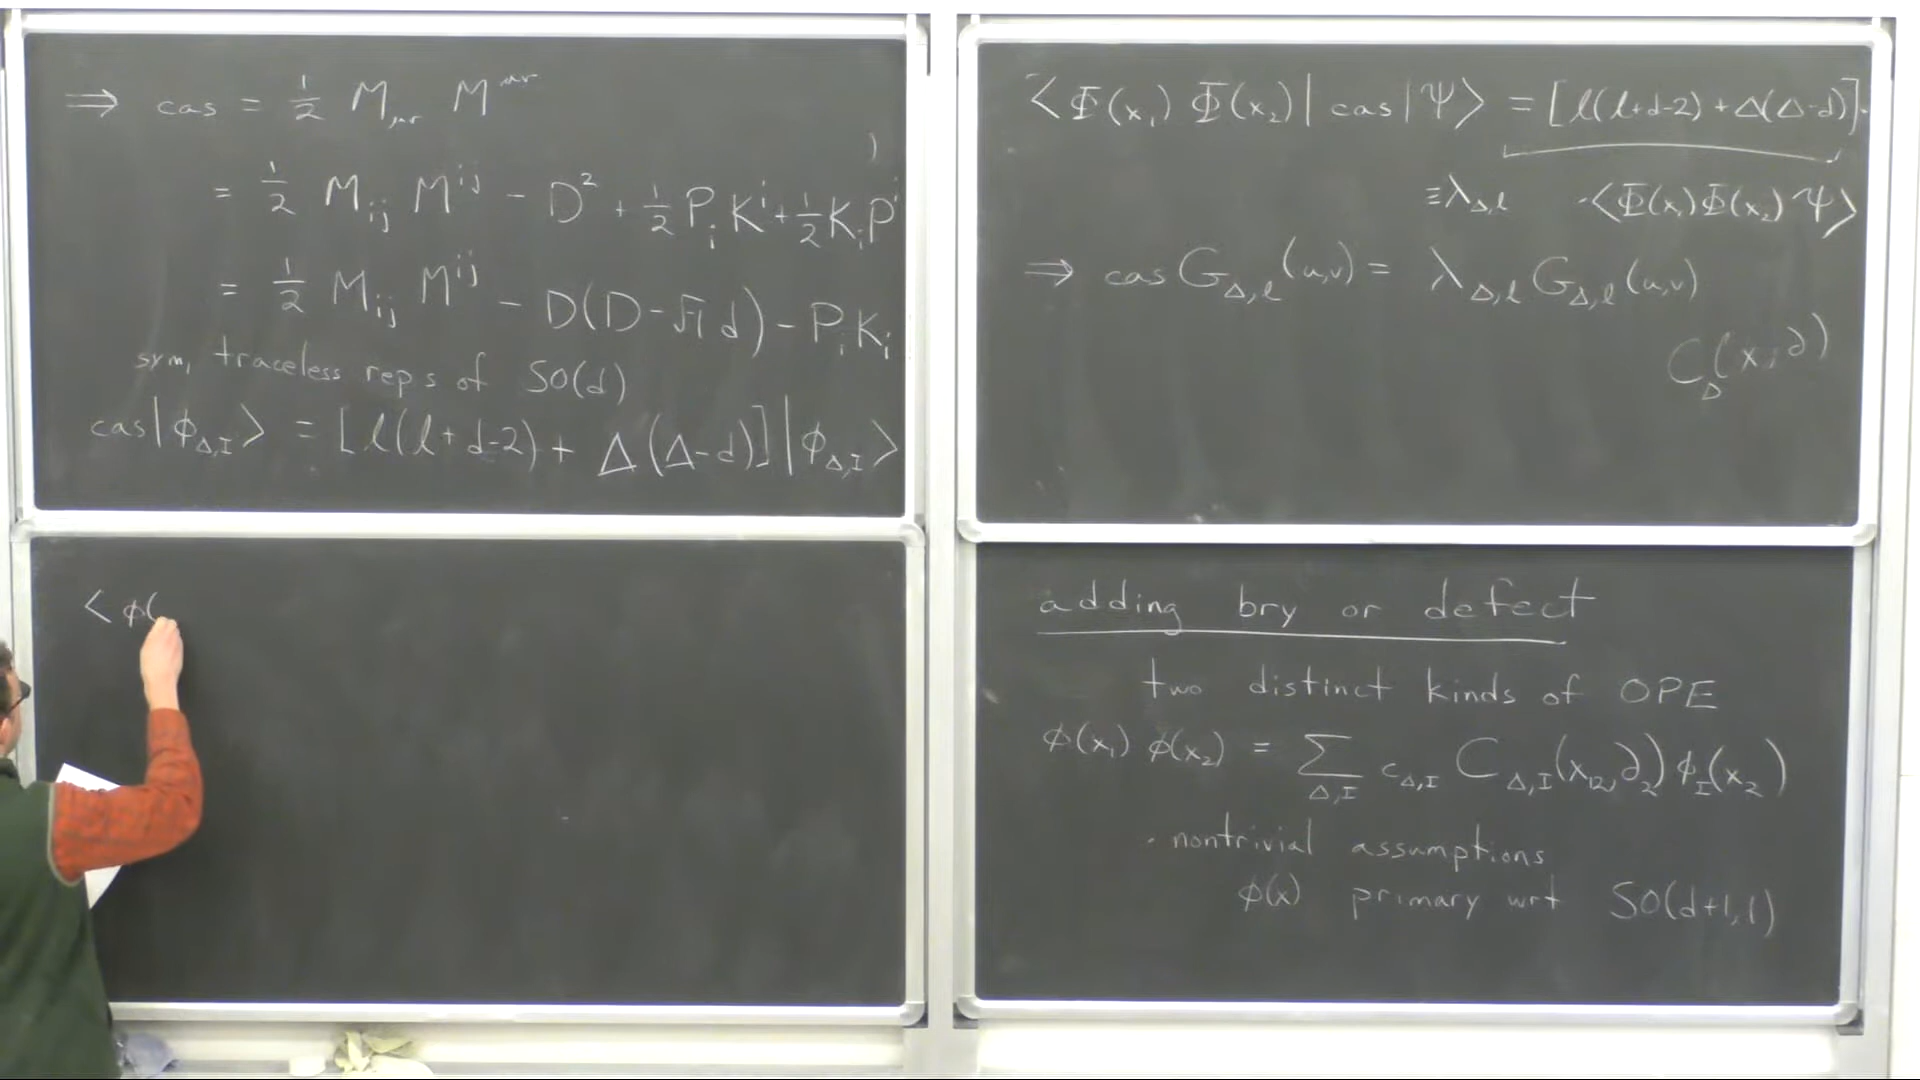 ⇒ cas = 1/2 M_μν M^μν
)
= 1/2 M_ij M^ij - D² + 1/2 P_i K^i + 1/2 K_i P^i
= 1/2 M_ij M^ij - D(D-√-1 d) - P_i K_i
sym, traceless reps of SO(d)
cas|ϕ_Δ,I⟩ = [l(l+d-2) + Δ(Δ-d)]|ϕ_Δ,I⟩
⟨ϕ(
⟨Φ(x₁) Φ(x₂)| cas |Ψ⟩ = [l(l+d-2) + Δ(Δ-d)]·
≡λ_Δ,l ·⟨Φ(x₁)Φ(x₂) Ψ⟩
⇒ cas G_Δ,l(u,v) = λ_Δ,l G_Δ,l(u,v)
C_Δ(x,∂)
adding bry or defect
two distinct kinds of OPE
ϕ(x₁) ϕ(x₂) = Σ_Δ,I c_Δ,I C_Δ,I(x₁₂,∂₂) ϕ_I(x₂)
· nontrivial assumptions
ϕ(x) primary wrt SO(d+1,1)